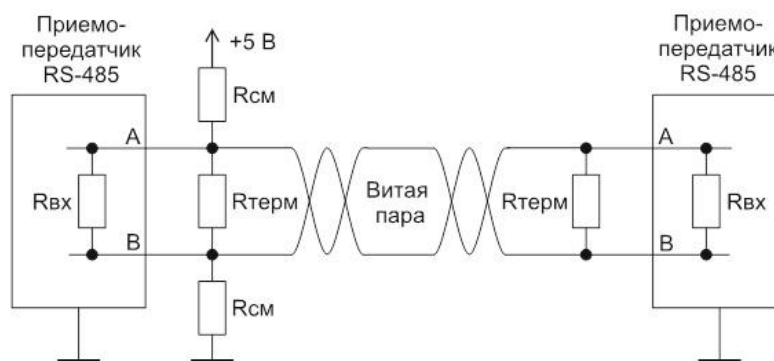 Приемо-
передатчик
RS-485
+5 В
Rсм
Приемо-
передатчик
RS-485
A
A
Rвх
Rтерм
Витая
пара
Rтерм
Rвх
B
B
Rсм